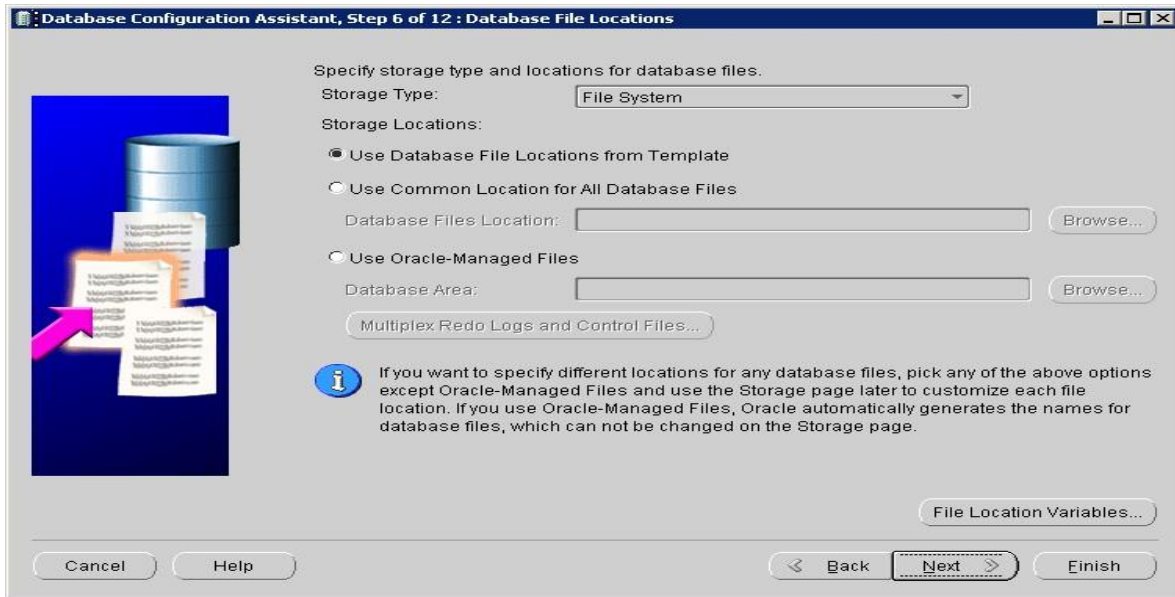 Database Configuration Assistant, Step 6 of 12 : Database File Locations
Specify storage type and locations for database files.
Storage Type: File System
Storage Locations:
Use Database File Locations from Template
Use Common Location for All Database Files
Database Files Location: Browse...
Use Oracle-Managed Files
Database Area: Browse...
Multiplex Redo Logs and Control Files...
If you want to specify different locations for any database files, pick any of the above options
except Oracle-Managed Files and use the Storage page later to customize each file
location. If you use Oracle-Managed Files, Oracle automatically generates the names for
database files, which can not be changed on the Storage page.
File Location Variables...
Cancel Help Back Next Finish